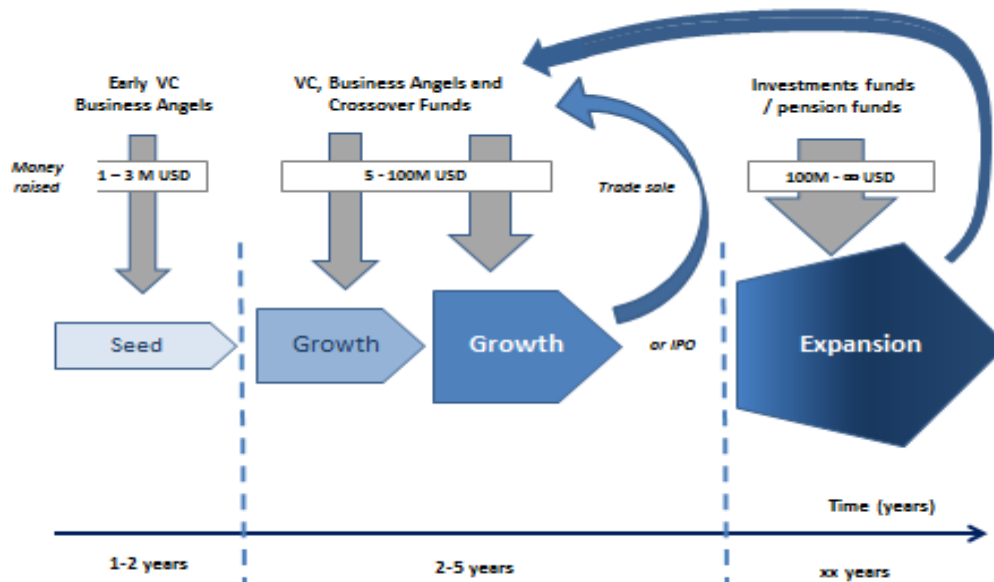 Early VC
Business Angels
VC, Business Angels and
Crossover Funds
Investments funds
/ pension funds
Money
raised
1 – 3 M USD
5 - 100M USD
Trade sale
100M - ∞ USD
Seed
Growth
Growth
or IPO
Expansion
Time (years)
1-2 years
2-5 years
xx years